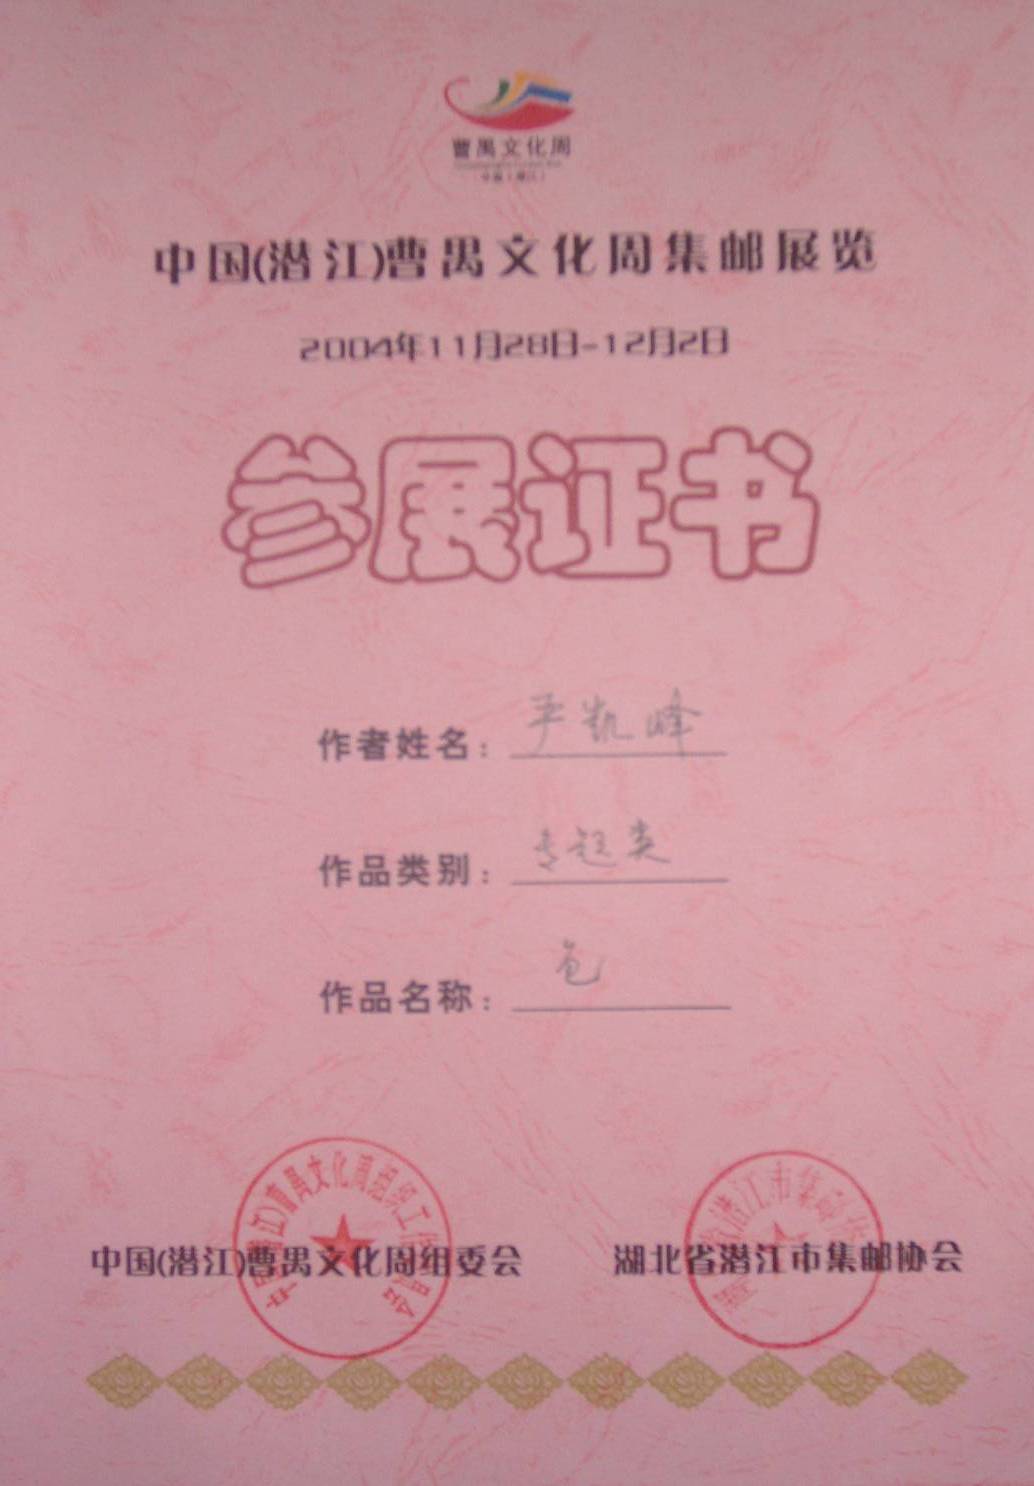 曹禺文化周
中国(潜江)曹禺文化周集邮展览
2004年11月28日-12月2日
参展证书
作者姓名：严凯峰
作品类别：专题类
作品名称：包
中国(潜江)曹禺文化周组委会
湖北省潜江市集邮协会